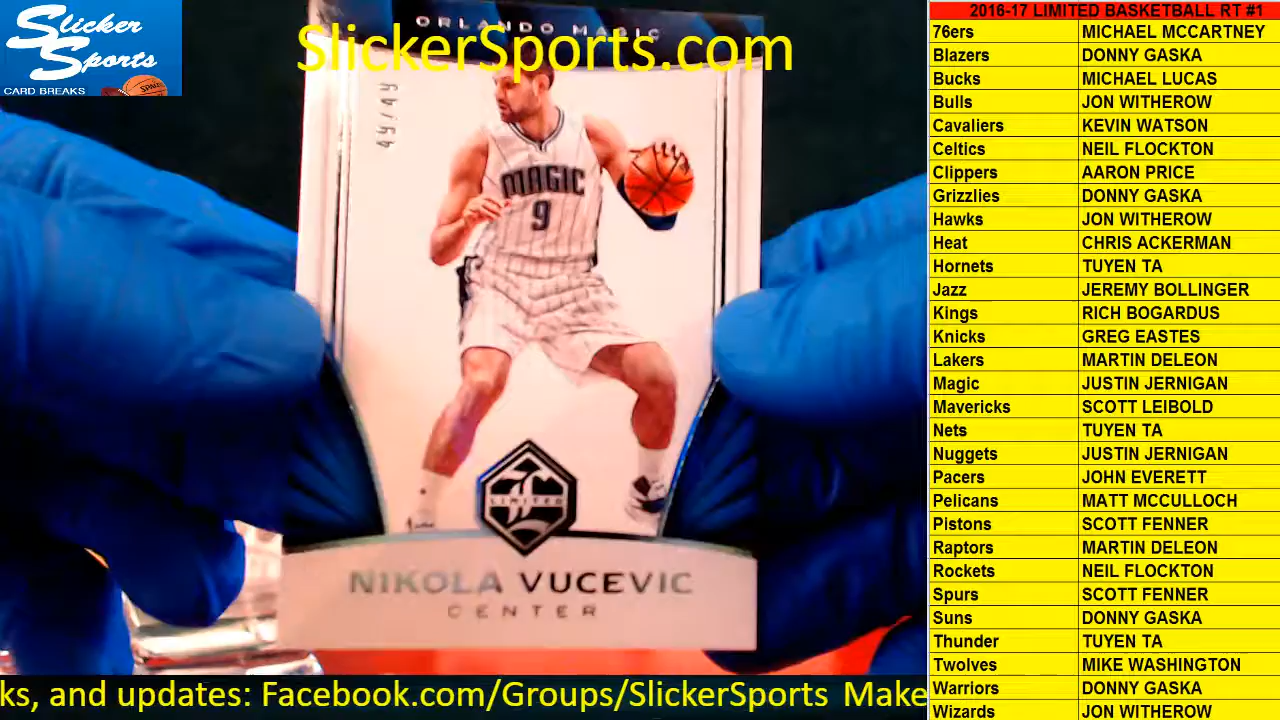 Slicker
Sports
CARD BREAKS
SPALDING
SlickerSports.com
ORLANDO MAGIC
49/49
MAGIC
9
LIMITED
NIKOLA VUCEVIC
CENTER
ks, and updates: Facebook.com/Groups/SlickerSports Make
2016-17 LIMITED BASKETBALL RT #1
76ers MICHAEL MCCARTNEY
Blazers DONNY GASKA
Bucks MICHAEL LUCAS
Bulls JON WITHEROW
Cavaliers KEVIN WATSON
Celtics NEIL FLOCKTON
Clippers AARON PRICE
Grizzlies DONNY GASKA
Hawks JON WITHEROW
Heat CHRIS ACKERMAN
Hornets TUYEN TA
Jazz JEREMY BOLLINGER
Kings RICH BOGARDUS
Knicks GREG EASTES
Lakers MARTIN DELEON
Magic JUSTIN JERNIGAN
Mavericks SCOTT LEIBOLD
Nets TUYEN TA
Nuggets JUSTIN JERNIGAN
Pacers JOHN EVERETT
Pelicans MATT MCCULLOCH
Pistons SCOTT FENNER
Raptors MARTIN DELEON
Rockets NEIL FLOCKTON
Spurs SCOTT FENNER
Suns DONNY GASKA
Thunder TUYEN TA
Twolves MIKE WASHINGTON
Warriors DONNY GASKA
Wizards JON WITHEROW